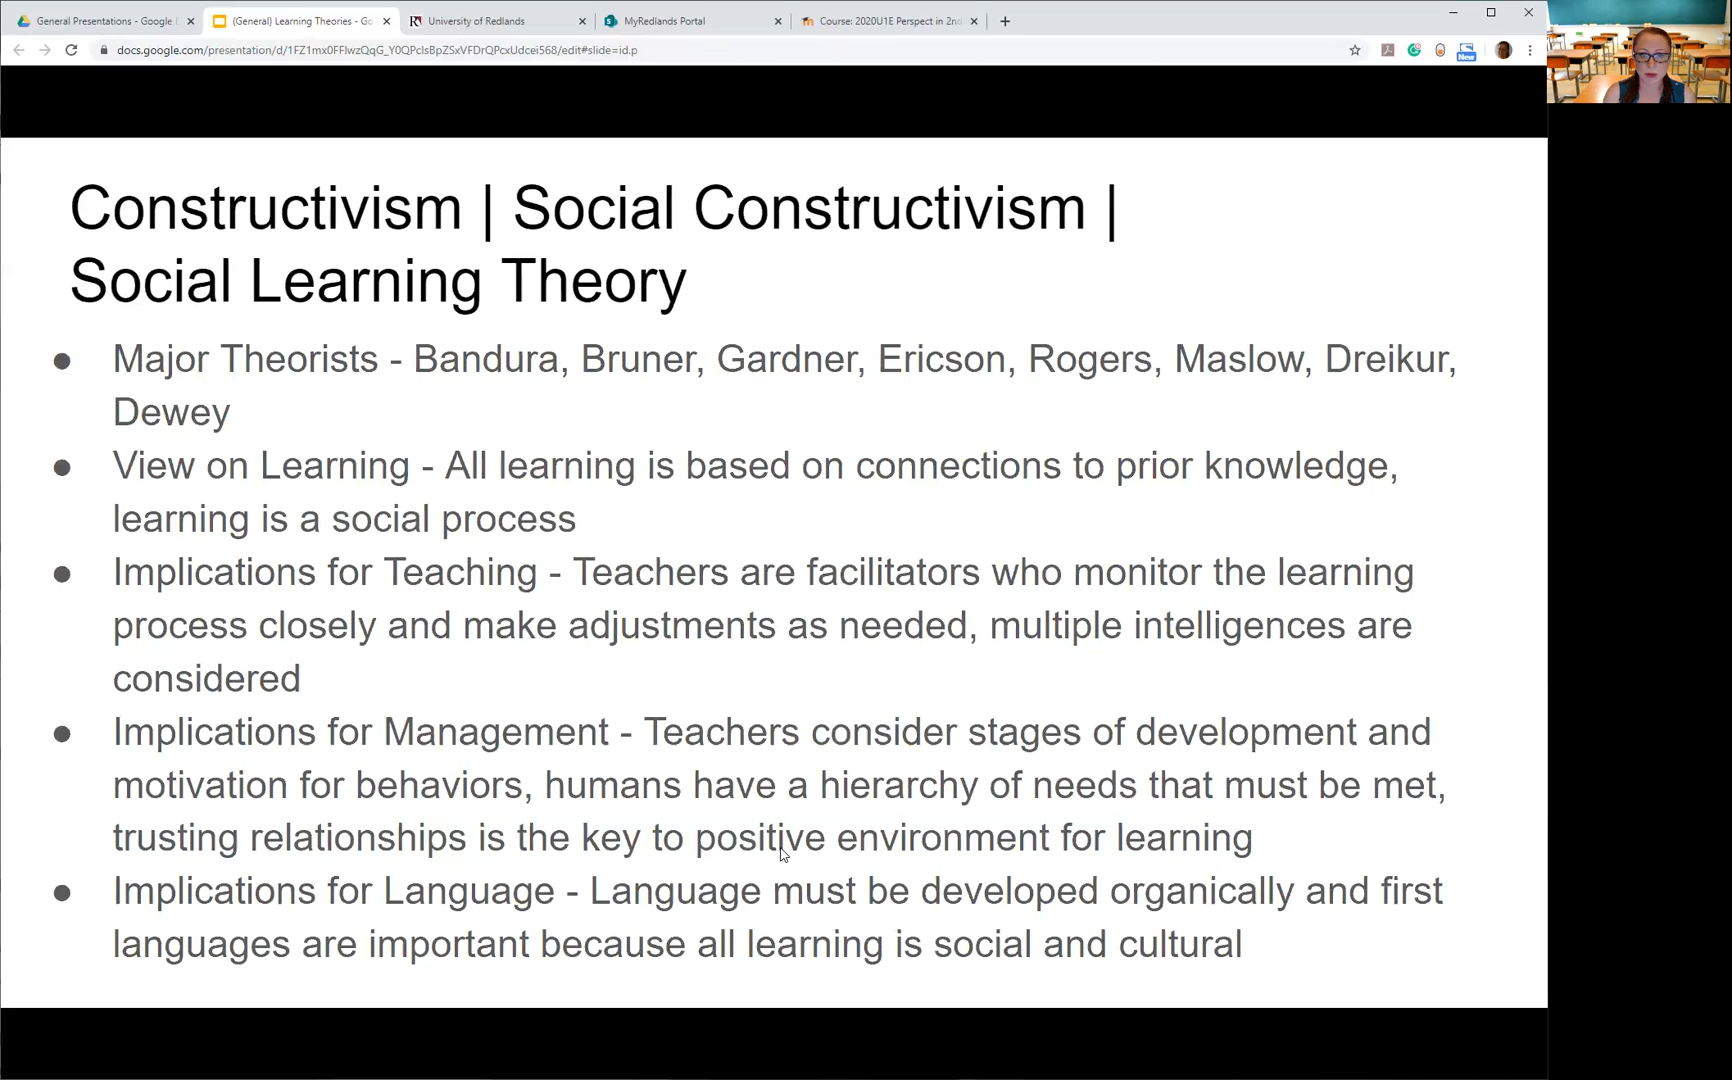 General Presentations - Google
(General) Learning Theories - Go
University of Redlands
MyRedlands Portal
Course: 2020U1E Perspect in 2n
docs.google.com/presentation/d/
New
Constructivism | Social Constructivism |
Social Learning Theory
● Major Theorists - Bandura, Bruner, Gardner, Ericson, Rogers, Maslow, Dreikur,
Dewey
● View on Learning - All learning is based on connections to prior knowledge,
learning is a social process
● Implications for Teaching - Teachers are facilitators who monitor the learning
process closely and make adjustments as needed, multiple intelligences are
considered
● Implications for Management - Teachers consider stages of development and
motivation for behaviors, humans have a hierarchy of needs that must be met,
trusting relationships is the key to positive environment for learning
● Implications for Language - Language must be developed organically and first
languages are important because all learning is social and cultural